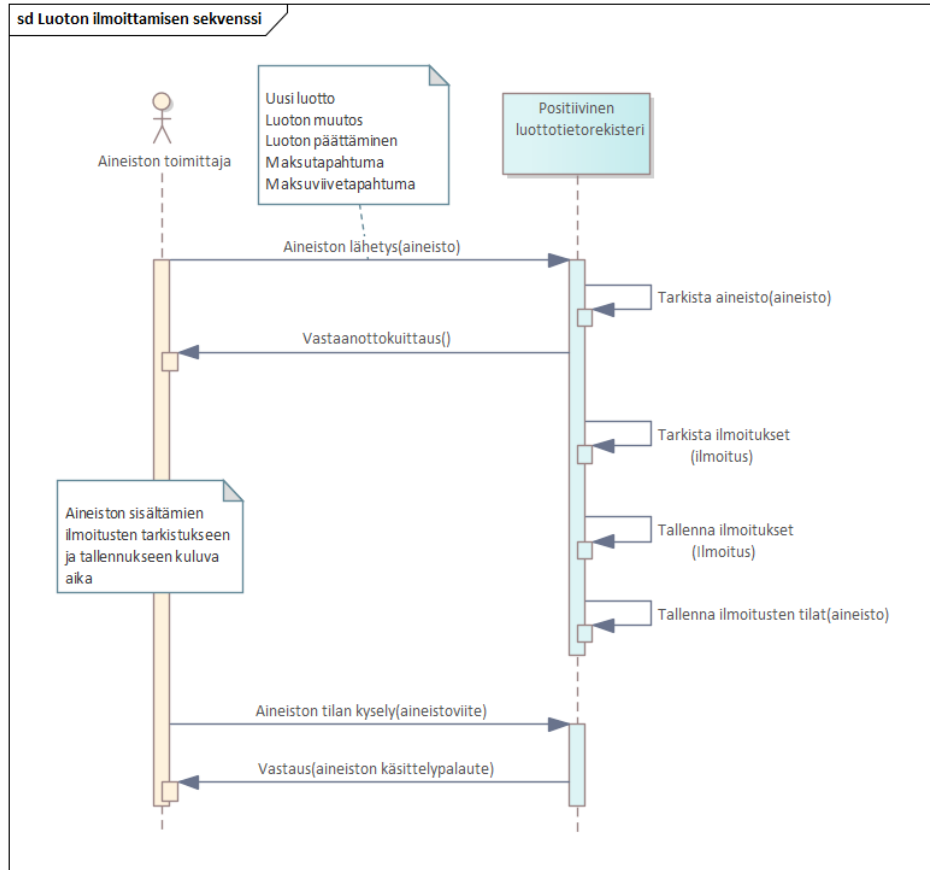 sd Luoton ilmoittamisen sekvenssi
Uusi luotto
Luoton muutos
Luoton päättäminen
Maksutapahtuma
Maksuviivetapahtuma
Positiivinen
luottotietorekisteri
Aineiston toimittaja
Aineiston lähetys(aineisto)
Tarkista aineisto(aineisto)
Vastaanottokuittaus()
Tarkista ilmoitukset
(ilmoitus)
Aineiston sisältämien
ilmoitusten tarkistukseen
ja tallennukseen kuluva
aika
Tallenna ilmoitukset
(Ilmoitus)
Tallenna ilmoitusten tilat(aineisto)
Aineiston tilan kysely(aineistoviite)
Vastaus(aineiston käsittelypalaute)